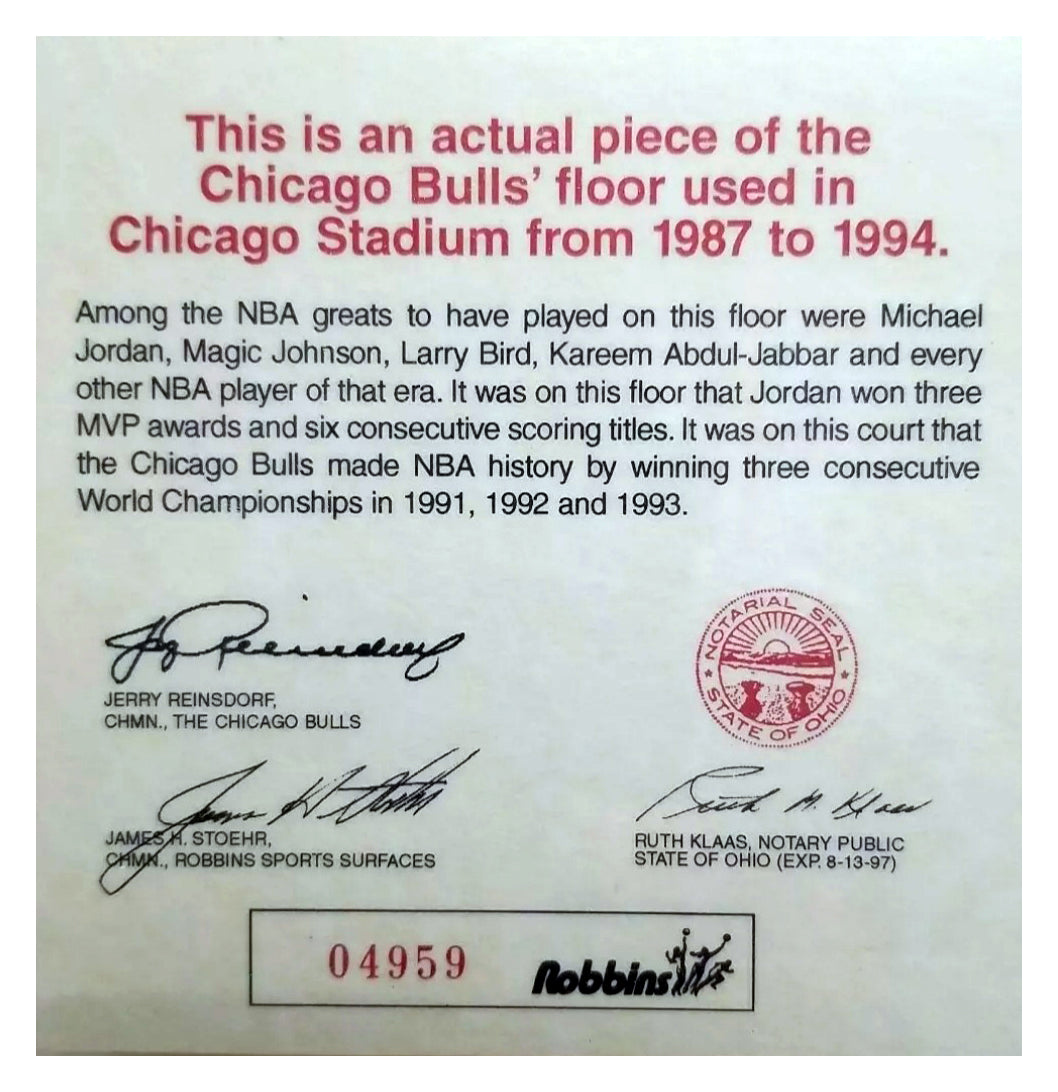 This is an actual piece of the
Chicago Bulls' floor used in
Chicago Stadium from 1987 to 1994.
Among the NBA greats to have played on this floor were Michael
Jordan, Magic Johnson, Larry Bird, Kareem Abdul-Jabbar and every
other NBA player of that era. It was on this floor that Jordan won three
MVP awards and six consecutive scoring titles. It was on this court that
the Chicago Bulls made NBA history by winning three consecutive
World Championships in 1991, 1992 and 1993.
Jerry Reinsdorf
JERRY REINSDORF,
CHMN., THE CHICAGO BULLS
NOTARIAL SEAL
STATE OF OHIO
James H. Stoehr
JAMES H. STOEHR,
CHMN., ROBBINS SPORTS SURFACES
Ruth M. Klaas
RUTH KLAAS, NOTARY PUBLIC
STATE OF OHIO (EXP. 8-13-97)
04959
Robbins